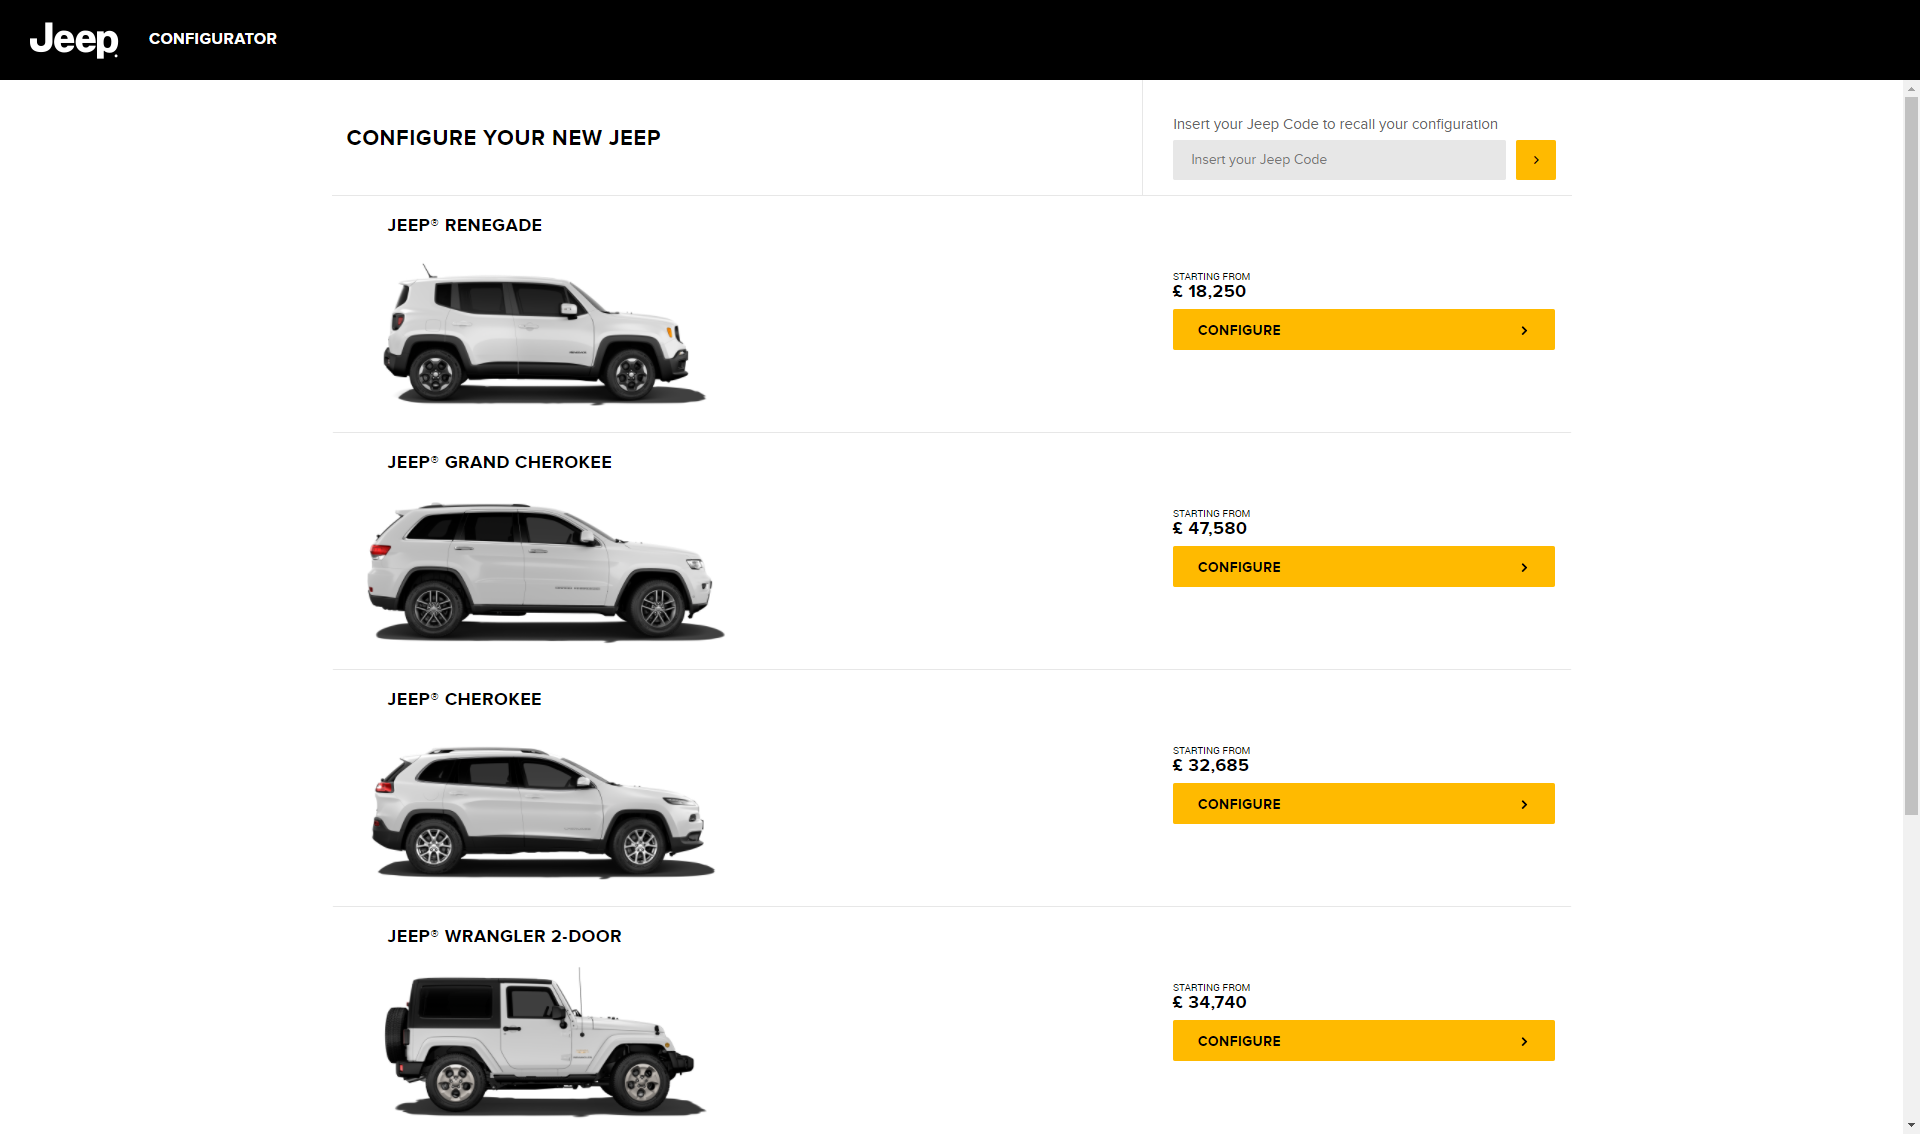 Jeep
CONFIGURATOR
CONFIGURE YOUR NEW JEEP
Insert your Jeep Code to recall your configuration
Insert your Jeep Code
JEEP® RENEGADE
STARTING FROM
£ 18,250
CONFIGURE
JEEP® GRAND CHEROKEE
STARTING FROM
£ 47,580
CONFIGURE
JEEP® CHEROKEE
STARTING FROM
£ 32,685
CONFIGURE
JEEP® WRANGLER 2-DOOR
STARTING FROM
£ 34,740
CONFIGURE